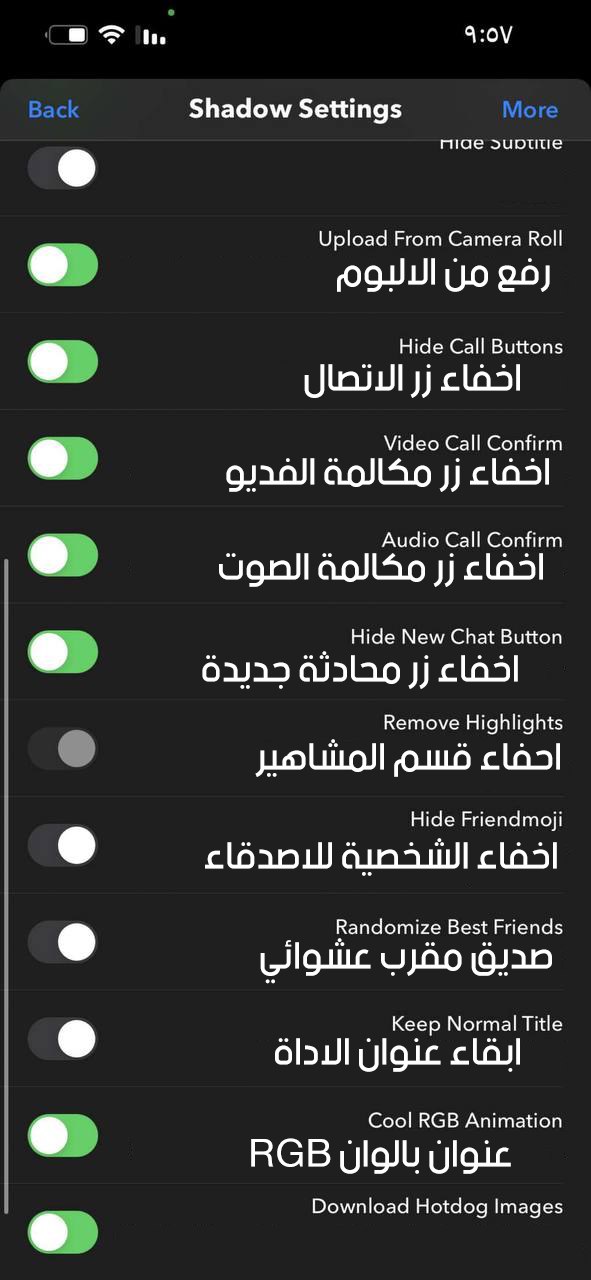 ٩:٥٧
Back
Shadow Settings
More
Hide Subtitle
Upload From Camera Roll
رفع من الالبوم
Hide Call Buttons
اخفاء زر الاتصال
Video Call Confirm
اخفاء زر مكالمة الفديو
Audio Call Confirm
اخفاء زر مكالمة الصوت
Hide New Chat Button
اخفاء زر محادثة جديدة
Remove Highlights
احفاء قسم المشاهير
Hide Friendmoji
اخفاء الشخصية للاصدقاء
Randomize Best Friends
صديق مقرب عشوائي
Keep Normal Title
ابقاء عنوان الاداة
Cool RGB Animation
عنوان بالوان RGB
Download Hotdog Images